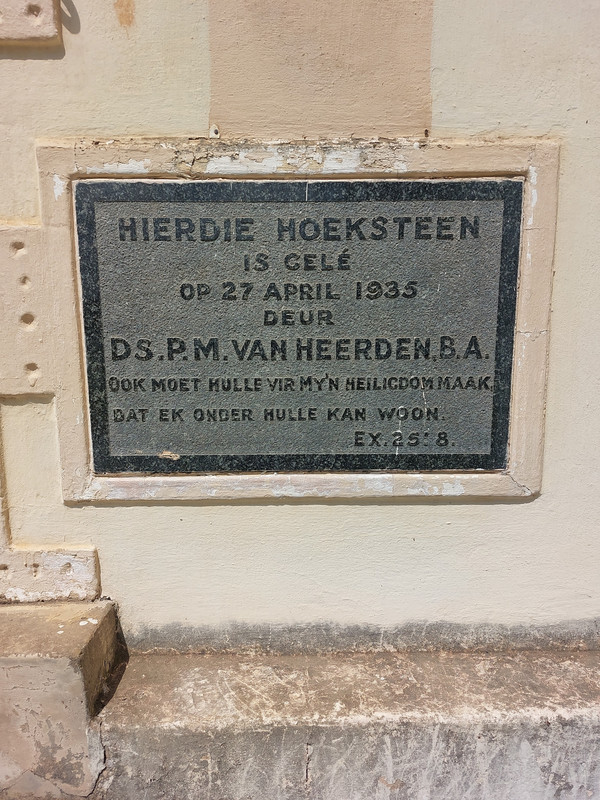 HIERDIE HOEKSTEEN
IS GELÉ
OP 27 APRIL 1935
DEUR
DS. P. M. VAN HEERDEN, B.A.
OOK MOET HULLE VIR MY'N HEILIGDOM MAAK,
DAT EK ONDER HULLE KAN WOON.
EX. 25:8.